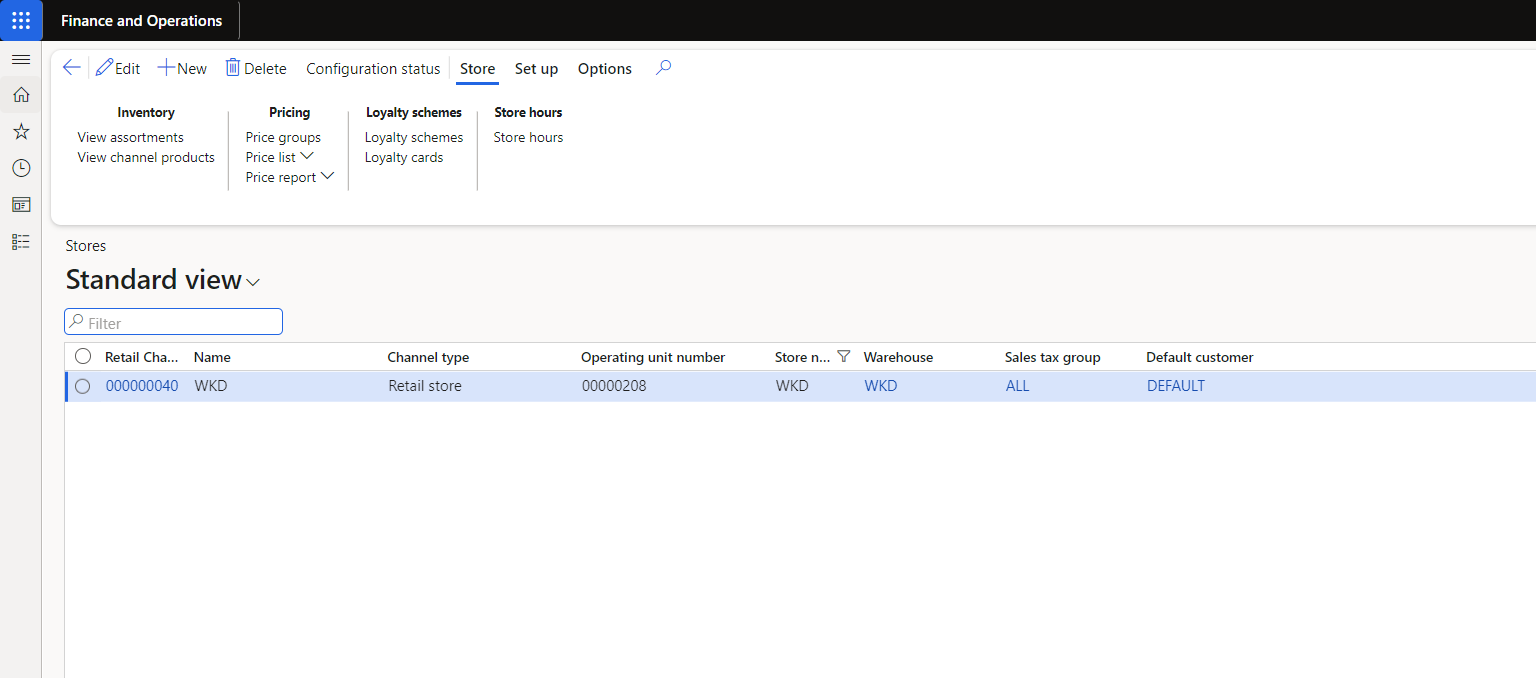 Finance and Operations
Edit New Delete Configuration status Store Set up Options
Inventory Pricing Loyalty schemes Store hours
View assortments Price groups Loyalty schemes Store hours
View channel products Price list Loyalty cards
Price report
Stores
Standard view
Filter
Retail Cha... Name Channel type Operating unit number Store n... Warehouse Sales tax group Default customer
000000040 WKD Retail store 00000208 WKD WKD ALL DEFAULT